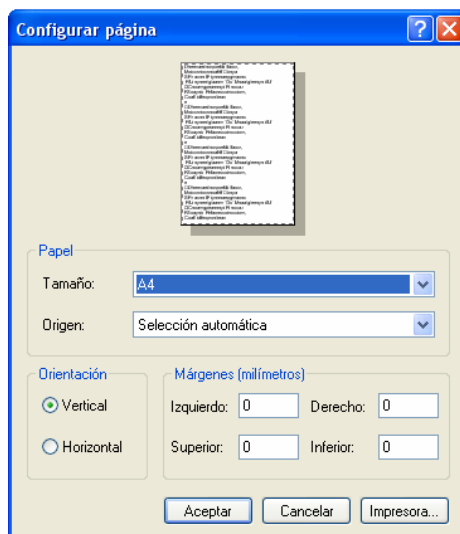 Configurar página
Papel
Tamaño: A4
Origen: Selección automática
Orientación
Vertical
Horizontal
Márgenes (milímetros)
Izquierdo: 0 Derecho: 0
Superior: 0 Inferior: 0
Aceptar Cancelar Impresora...